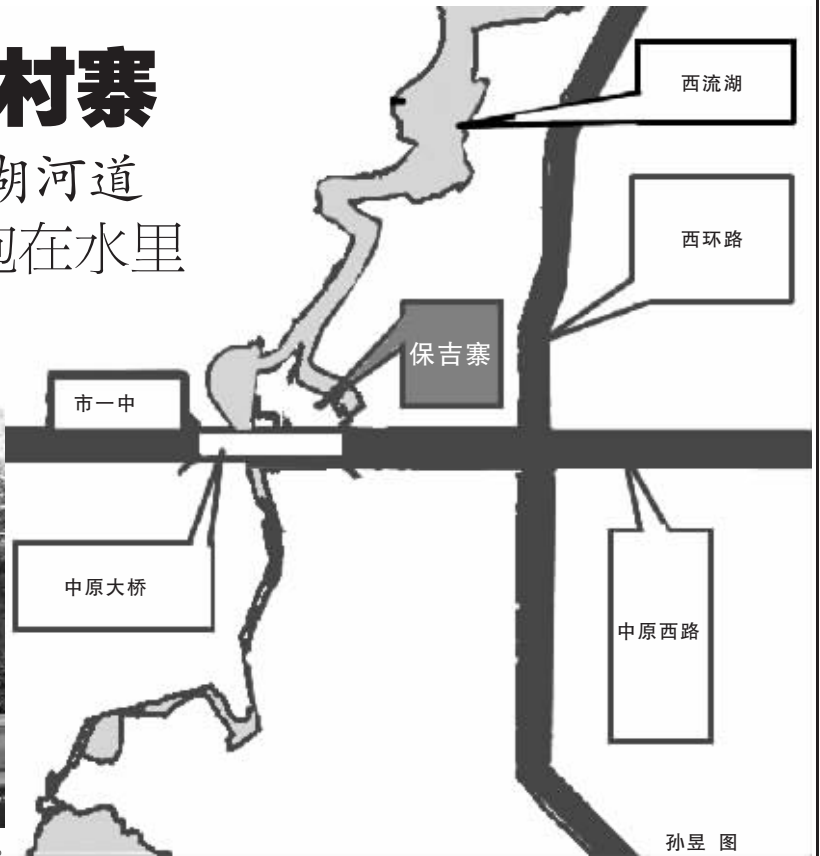 村寨
湖河道
泡在水里
西流湖
西环路
保吉寨
市一中
中原大桥
中原西路
孙昱 图